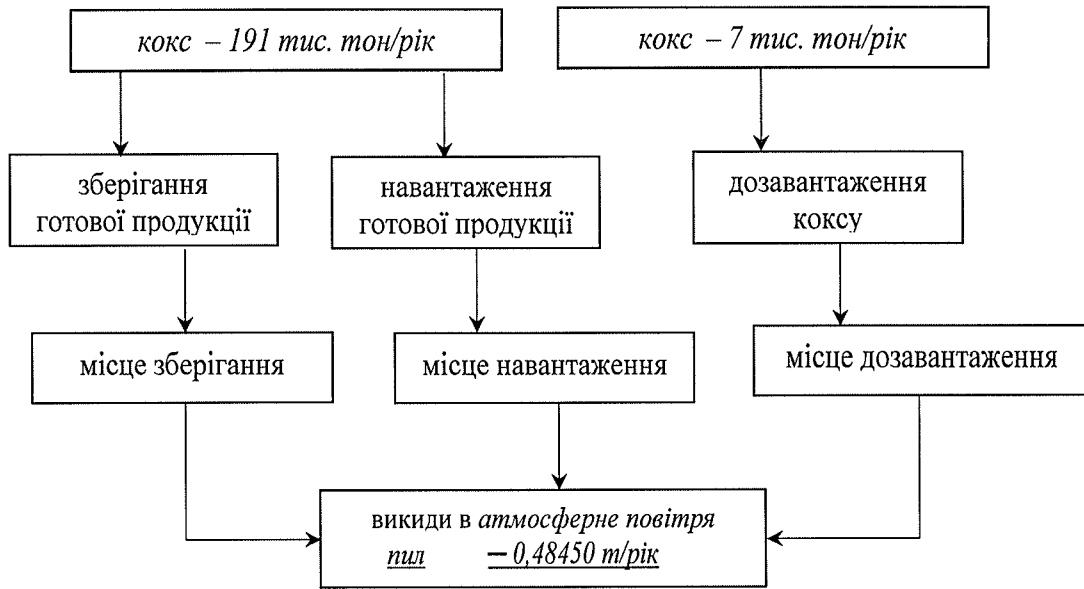 кокс – 191 тис. тон/рік
кокс – 7 тис. тон/рік
зберігання
готової продукції
навантаження
готової продукції
дозавантаження
коксу
місце зберігання
місце навантаження
місце дозавантаження
викиди в атмосферне повітря
пил – 0,48450 т/рік